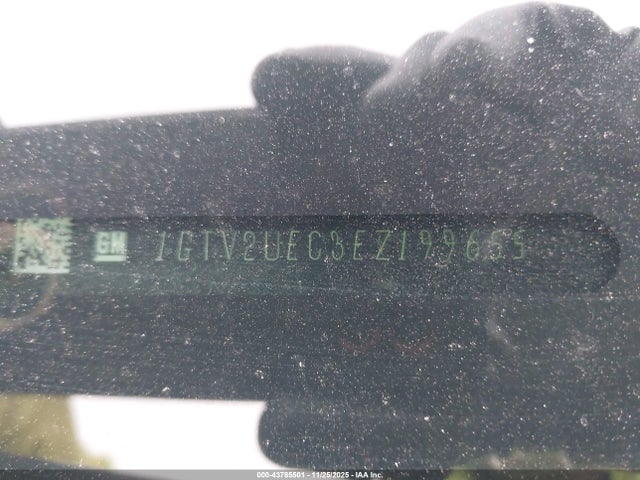 GM 1GTV2UEC3EZ199655
000-43785501 - 11/25/2025 - IAA Inc.